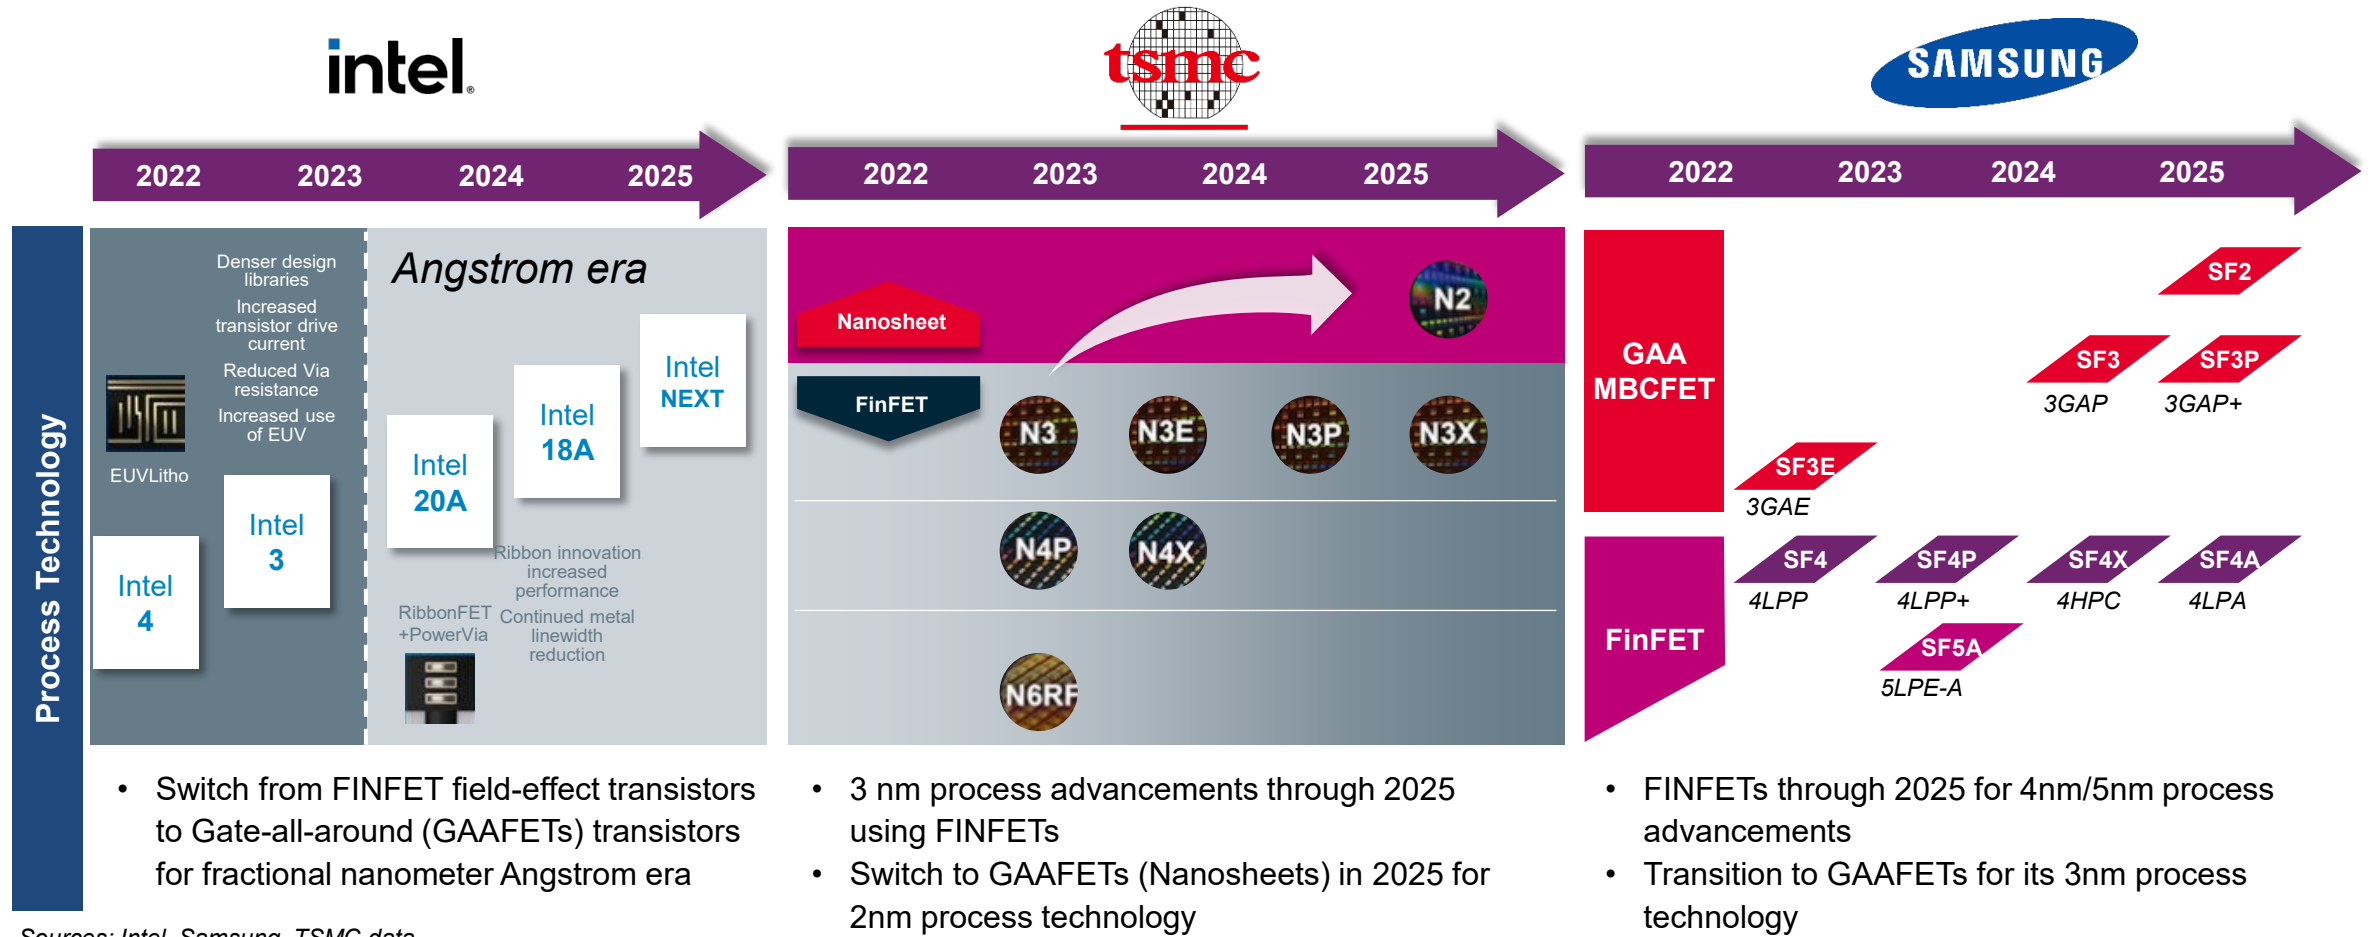 intel
tsmc
SAMSUNG
2022 2023 2024 2025
2022 2023 2024 2025
2022 2023 2024 2025
Process Technology
Denser design
libraries
Increased
transistor drive
current
Reduced Via
resistance
Increased use
of EUV
EUVLitho
Intel
4
Intel
3
Angstrom era
Intel
20A
Intel
18A
Intel
NEXT
Ribbon innovation
increased
performance
Continued metal
linewidth
reduction
RibbonFET
+PowerVia
Nanosheet
N2
FinFET
N3 N3E N3P N3X
N4P N4X
N6RF
GAA
MBCFET
SF2
SF3 SF3P
3GAP 3GAP+
SF3E
3GAE
FinFET
SF4 SF4P SF4X SF4A
4LPP 4LPP+ 4HPC 4LPA
SF5A
5LPE-A
• Switch from FINFET field-effect transistors
to Gate-all-around (GAAFETs) transistors
for fractional nanometer Angstrom era
• 3 nm process advancements through 2025
using FINFETs
• Switch to GAAFETs (Nanosheets) in 2025 for
2nm process technology
• FINFETs through 2025 for 4nm/5nm process
advancements
• Transition to GAAFETs for its 3nm process
technology
Sources: Intel, Samsung, TSMC data